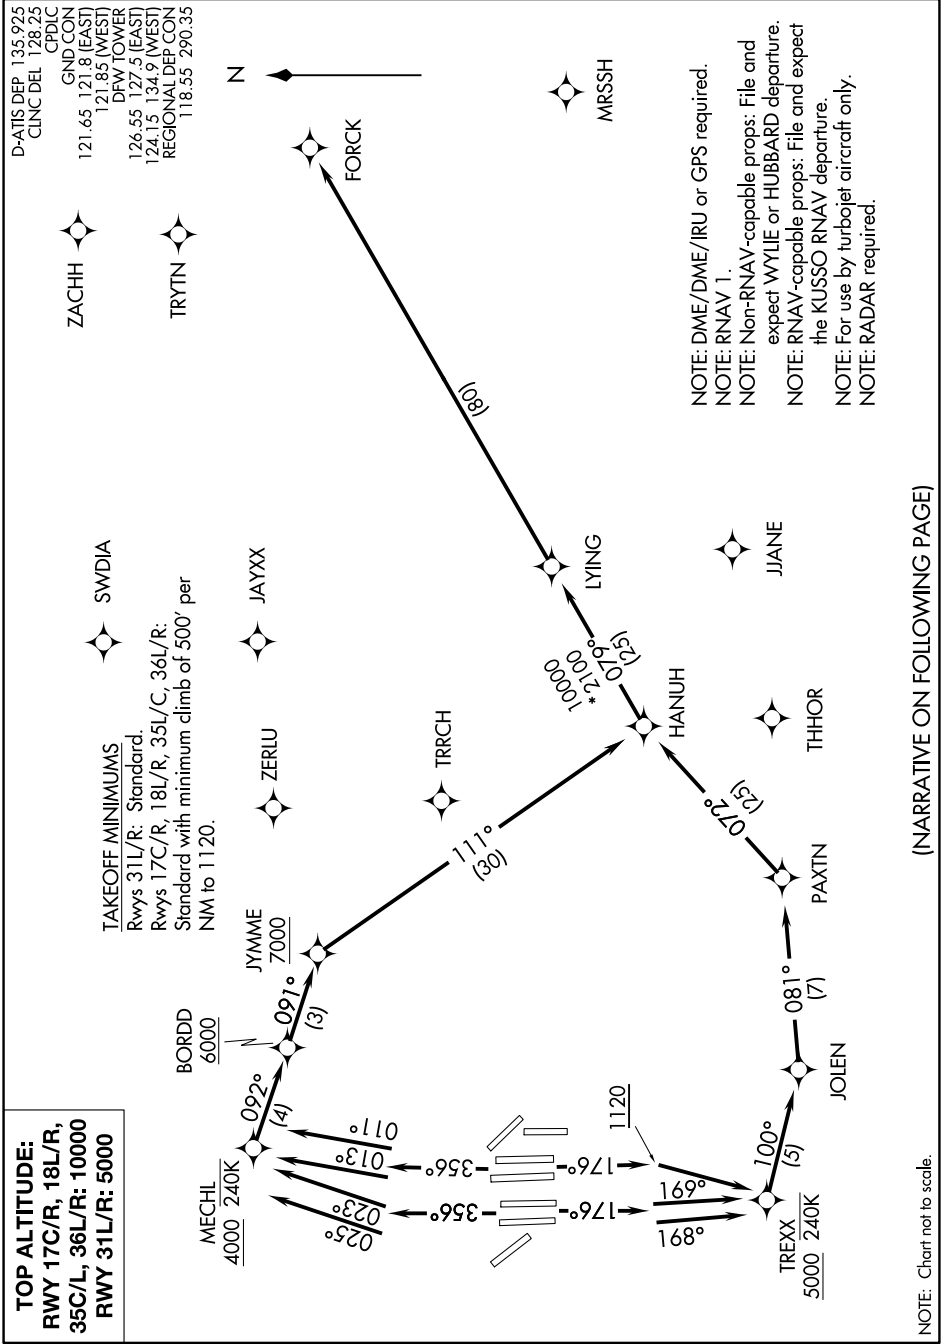 TOP ALTITUDE:
RWY 17C/R, 18L/R,
35C/L, 36L/R: 10000
RWY 31L/R: 5000
D-ATIS DEP 135.925
CLNC DEL 128.25
CPDLC
GND CON
121.65 121.8 (EAST)
121.85 (WEST)
DFW TOWER
126.55 127.5 (EAST)
124.15 134.9 (WEST)
REGIONAL DEP CON
118.55 290.35
N
TAKEOFF MINIMUMS
Rwys 31L/R: Standard.
Rwys 17C/R, 18L/R, 35L/C, 36L/R:
Standard with minimum climb of 500' per
NM to 1120.
SWDIA
JAYXX
ZERLU
TRRCH
ZACHH
TRYTN
FORCK
MRSSH
MECHL
4000 240K
092°
(4)
BORDD
6000
091°
(3)
JYMME
7000
111°
(30)
025°
023°
013°
011°
356°
356°
176°
176°
1120
168°
169°
TREXX
5000 240K
100°
(5)
JOLEN
081°
(7)
PAXTN
072°
(25)
HANUH
10000
*2100
079°
(25)
LYING
(80)
THHOR
JJANE
NOTE: DME/DME/IRU or GPS required.
NOTE: RNAV 1.
NOTE: Non-RNAV-capable props: File and
expect WYLIE or HUBBARD departure.
NOTE: RNAV-capable props: File and expect
the KUSSO RNAV departure.
NOTE: For use by turbojet aircraft only.
NOTE: RADAR required.
NOTE: Chart not to scale.
(NARRATIVE ON FOLLOWING PAGE)